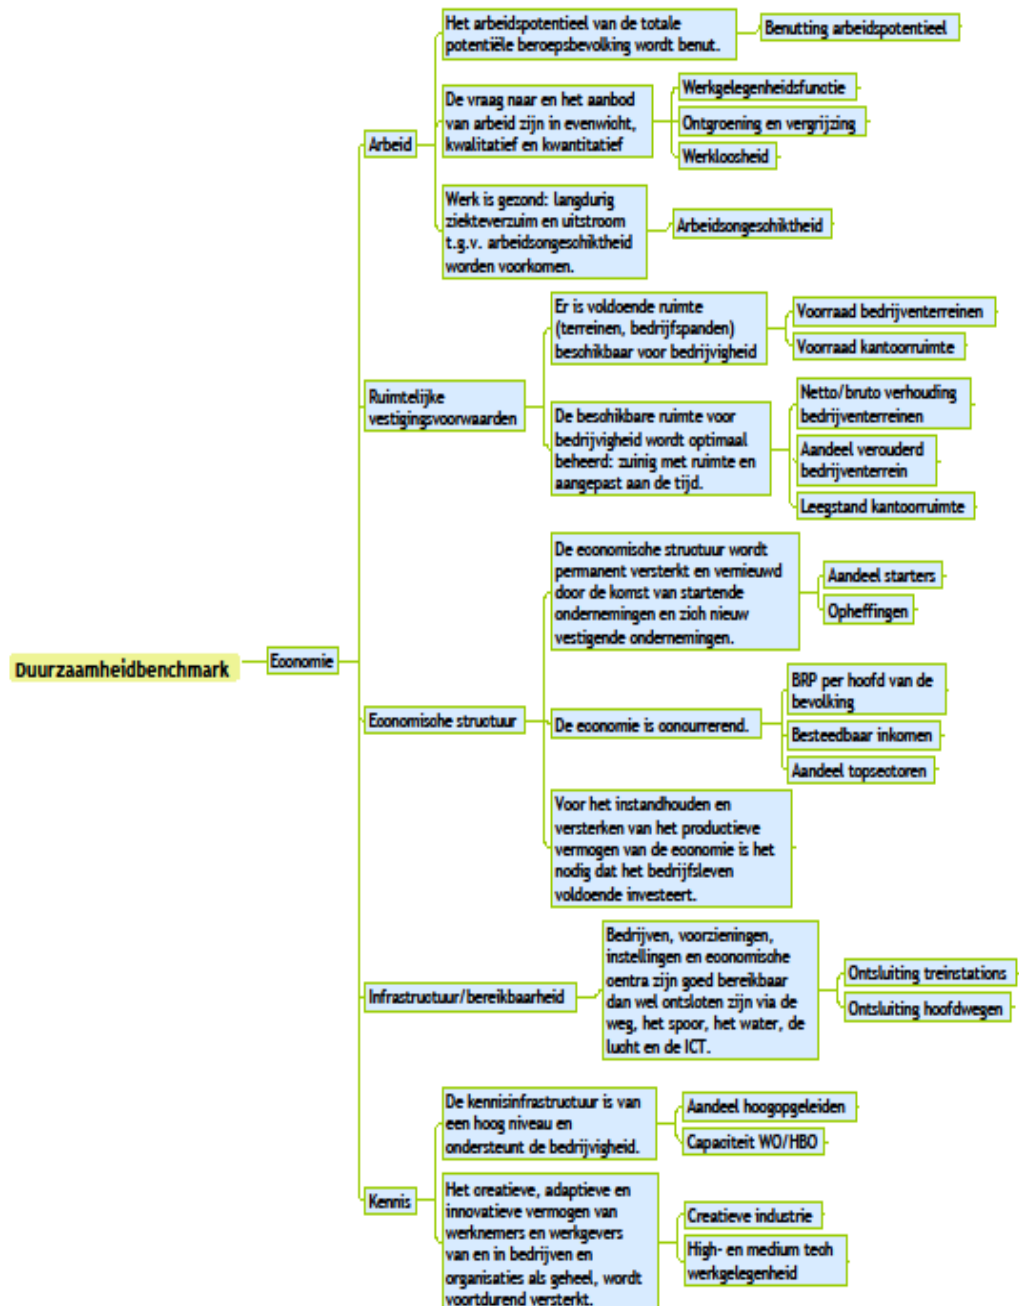 Duurzaamheidbenchmark
Economie
Arbeid
Het arbeidspotentieel van de totale
potentiële beroepsbevolking wordt benut.
Benutting arbeidspotentieel
De vraag naar en het aanbod
van arbeid zijn in evenwicht,
kwalitatief en kwantitatief
Werkgelegenheidsfunctie
Ontgroening en vergrijzing
Werkloosheid
Werk is gezond: langdurig
ziekteverzuim en uitstroom
t.g.v. arbeidsongeschiktheid
worden voorkomen.
Arbeidsongeschiktheid
Ruimtelijke
vestigingsvoorwaarden
Er is voldoende ruimte
(terreinen, bedrijfspanden)
beschikbaar voor bedrijvigheid
Voorraad bedrijventerreinen
Voorraad kantoorruimte
De beschikbare ruimte voor
bedrijvigheid wordt optimaal
beheerd: zuinig met ruimte en
aangepast aan de tijd.
Netto/bruto verhouding
bedrijventerreinen
Aandeel verouderd
bedrijventerrein
Leegstand kantoorruimte
Economische structuur
De economische structuur wordt
permanent versterkt en vernieuwd
door de komst van startende
ondernemingen en zich nieuw
vestigende ondernemingen.
Aandeel starters
Opheffingen
De economie is concurrerend.
BRP per hoofd van de
bevolking
Besteedbaar inkomen
Aandeel topsectoren
Voor het instandhouden en
versterken van het productieve
vermogen van de economie is het
nodig dat het bedrijfsleven
voldoende investeert.
Infrastructuur/bereikbaarheid
Bedrijven, voorzieningen,
instellingen en economische
centra zijn goed bereikbaar
dan wel ontsloten zijn via de
weg, het spoor, het water, de
lucht en de ICT.
Ontsluiting treinstations
Ontsluiting hoofdwegen
Kennis
De kennisinfrastructuur is van
een hoog niveau en
ondersteunt de bedrijvigheid.
Aandeel hoogopgeleiden
Capaciteit WO/HBO
Het creatieve, adaptieve en
innovatieve vermogen van
werknemers en werkgevers
van en in bedrijven en
organisaties als geheel, wordt
voortdurend versterkt.
Creatieve industrie
High- en medium tech
werkgelegenheid